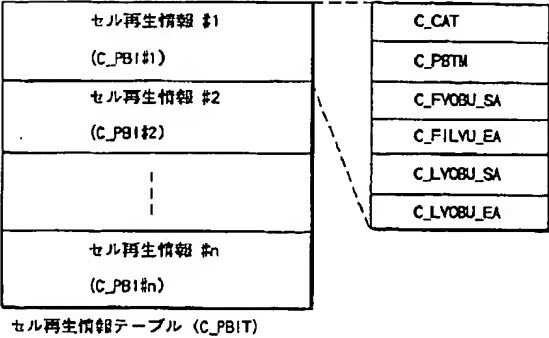 セル再生情報 #1
(C_PBI#1)
セル再生情報 #2
(C_PBI#2)
セル再生情報 #n
(C_PBI#n)
セル再生情報テーブル (C_PBIT)
C_CAT
C_PBTM
C_FVOBU_SA
C_FILVU_EA
C_LVOBU_SA
C_LVOBU_EA